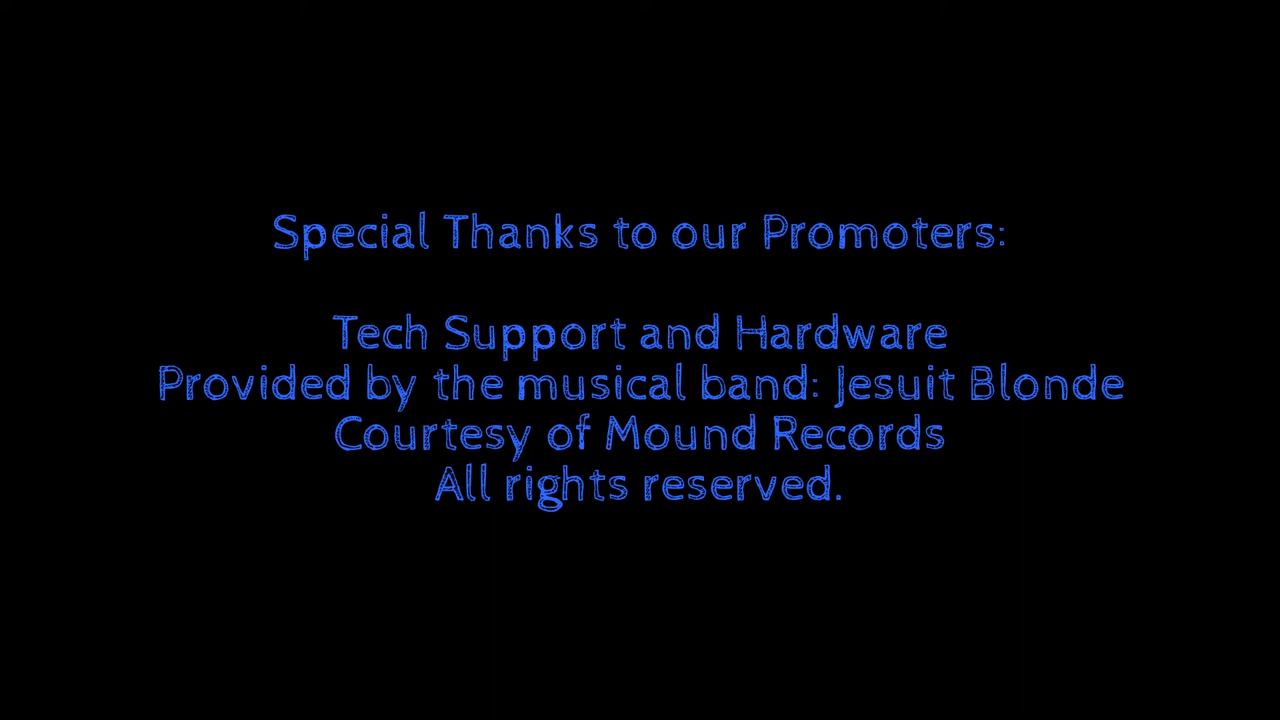 Special Thanks to our Promoters:
Tech Support and Hardware
Provided by the musical band: Jesuit Blonde
Courtesy of Mound Records
All rights reserved.